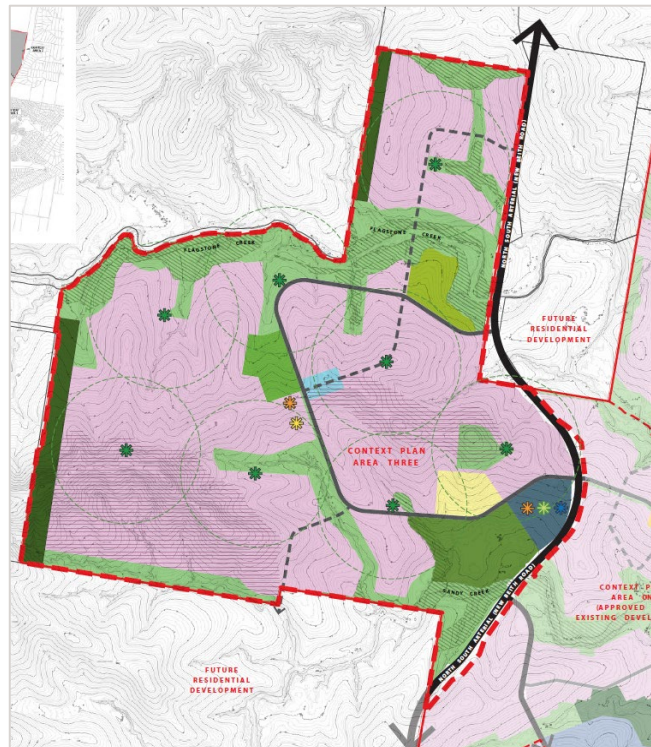 NORTH SOUTH ARTERIAL (NEW BEITH ROAD)
FLAGSTONE CREEK
FLAGSTONE CREEK
FUTURE
RESIDENTIAL
DEVELOPMENT
CONTEXT PLAN
AREA THREE
SANDY CREEK
NORTH SOUTH ARTERIAL (NEW BEITH ROAD)
CONTEXT P
AREA ON
(APPROVED
EXISTING DEVEL
FUTURE
RESIDENTIAL
DEVELOPMENT